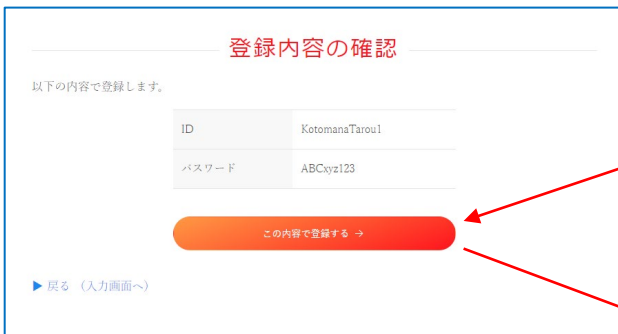 登録内容の確認
以下の内容で登録します。
ID KotomanaTarou1
パスワード ABCxyz123
この内容で登録する →
▶ 戻る （入力画面へ）